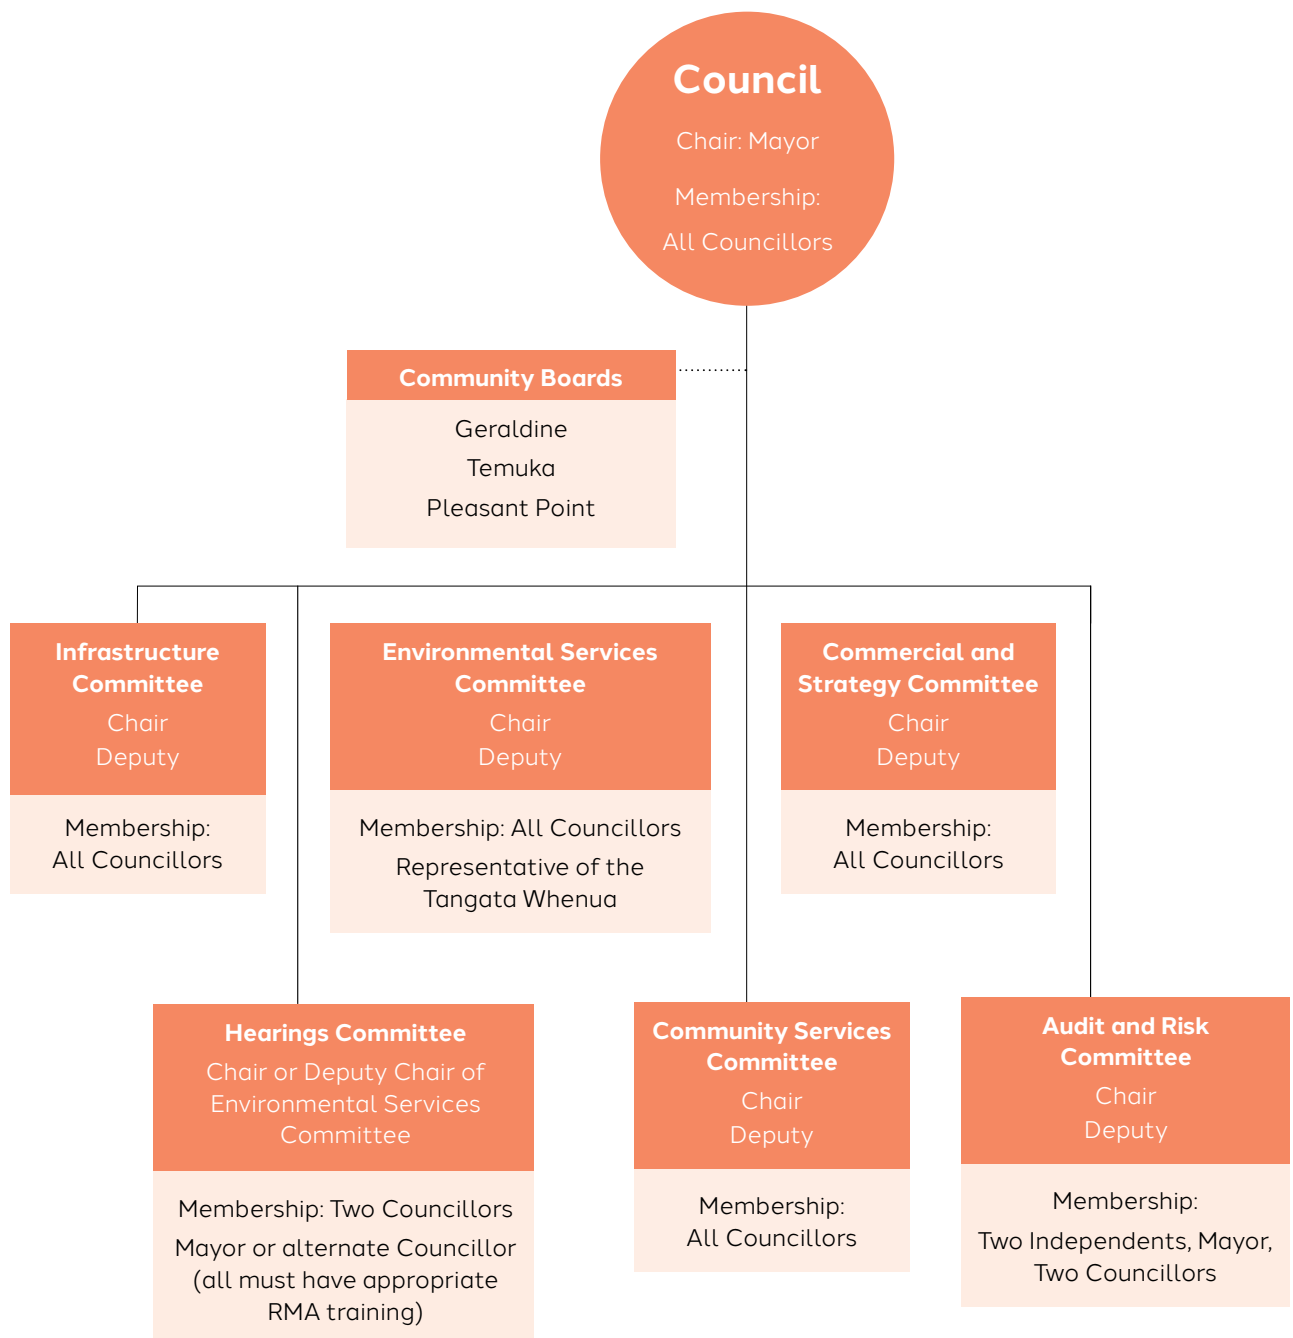 Council
Chair: Mayor
Membership:
All Councillors
Community Boards
Geraldine
Temuka
Pleasant Point
Infrastructure
Committee
Chair
Deputy
Membership:
All Councillors
Environmental Services
Committee
Chair
Deputy
Membership: All Councillors
Representative of the
Tangata Whenua
Commercial and
Strategy Committee
Chair
Deputy
Membership:
All Councillors
Hearings Committee
Chair or Deputy Chair of
Environmental Services
Committee
Membership: Two Councillors
Mayor or alternate Councillor
(all must have appropriate
RMA training)
Community Services
Committee
Chair
Deputy
Membership:
All Councillors
Audit and Risk
Committee
Chair
Deputy
Membership:
Two Independents, Mayor,
Two Councillors